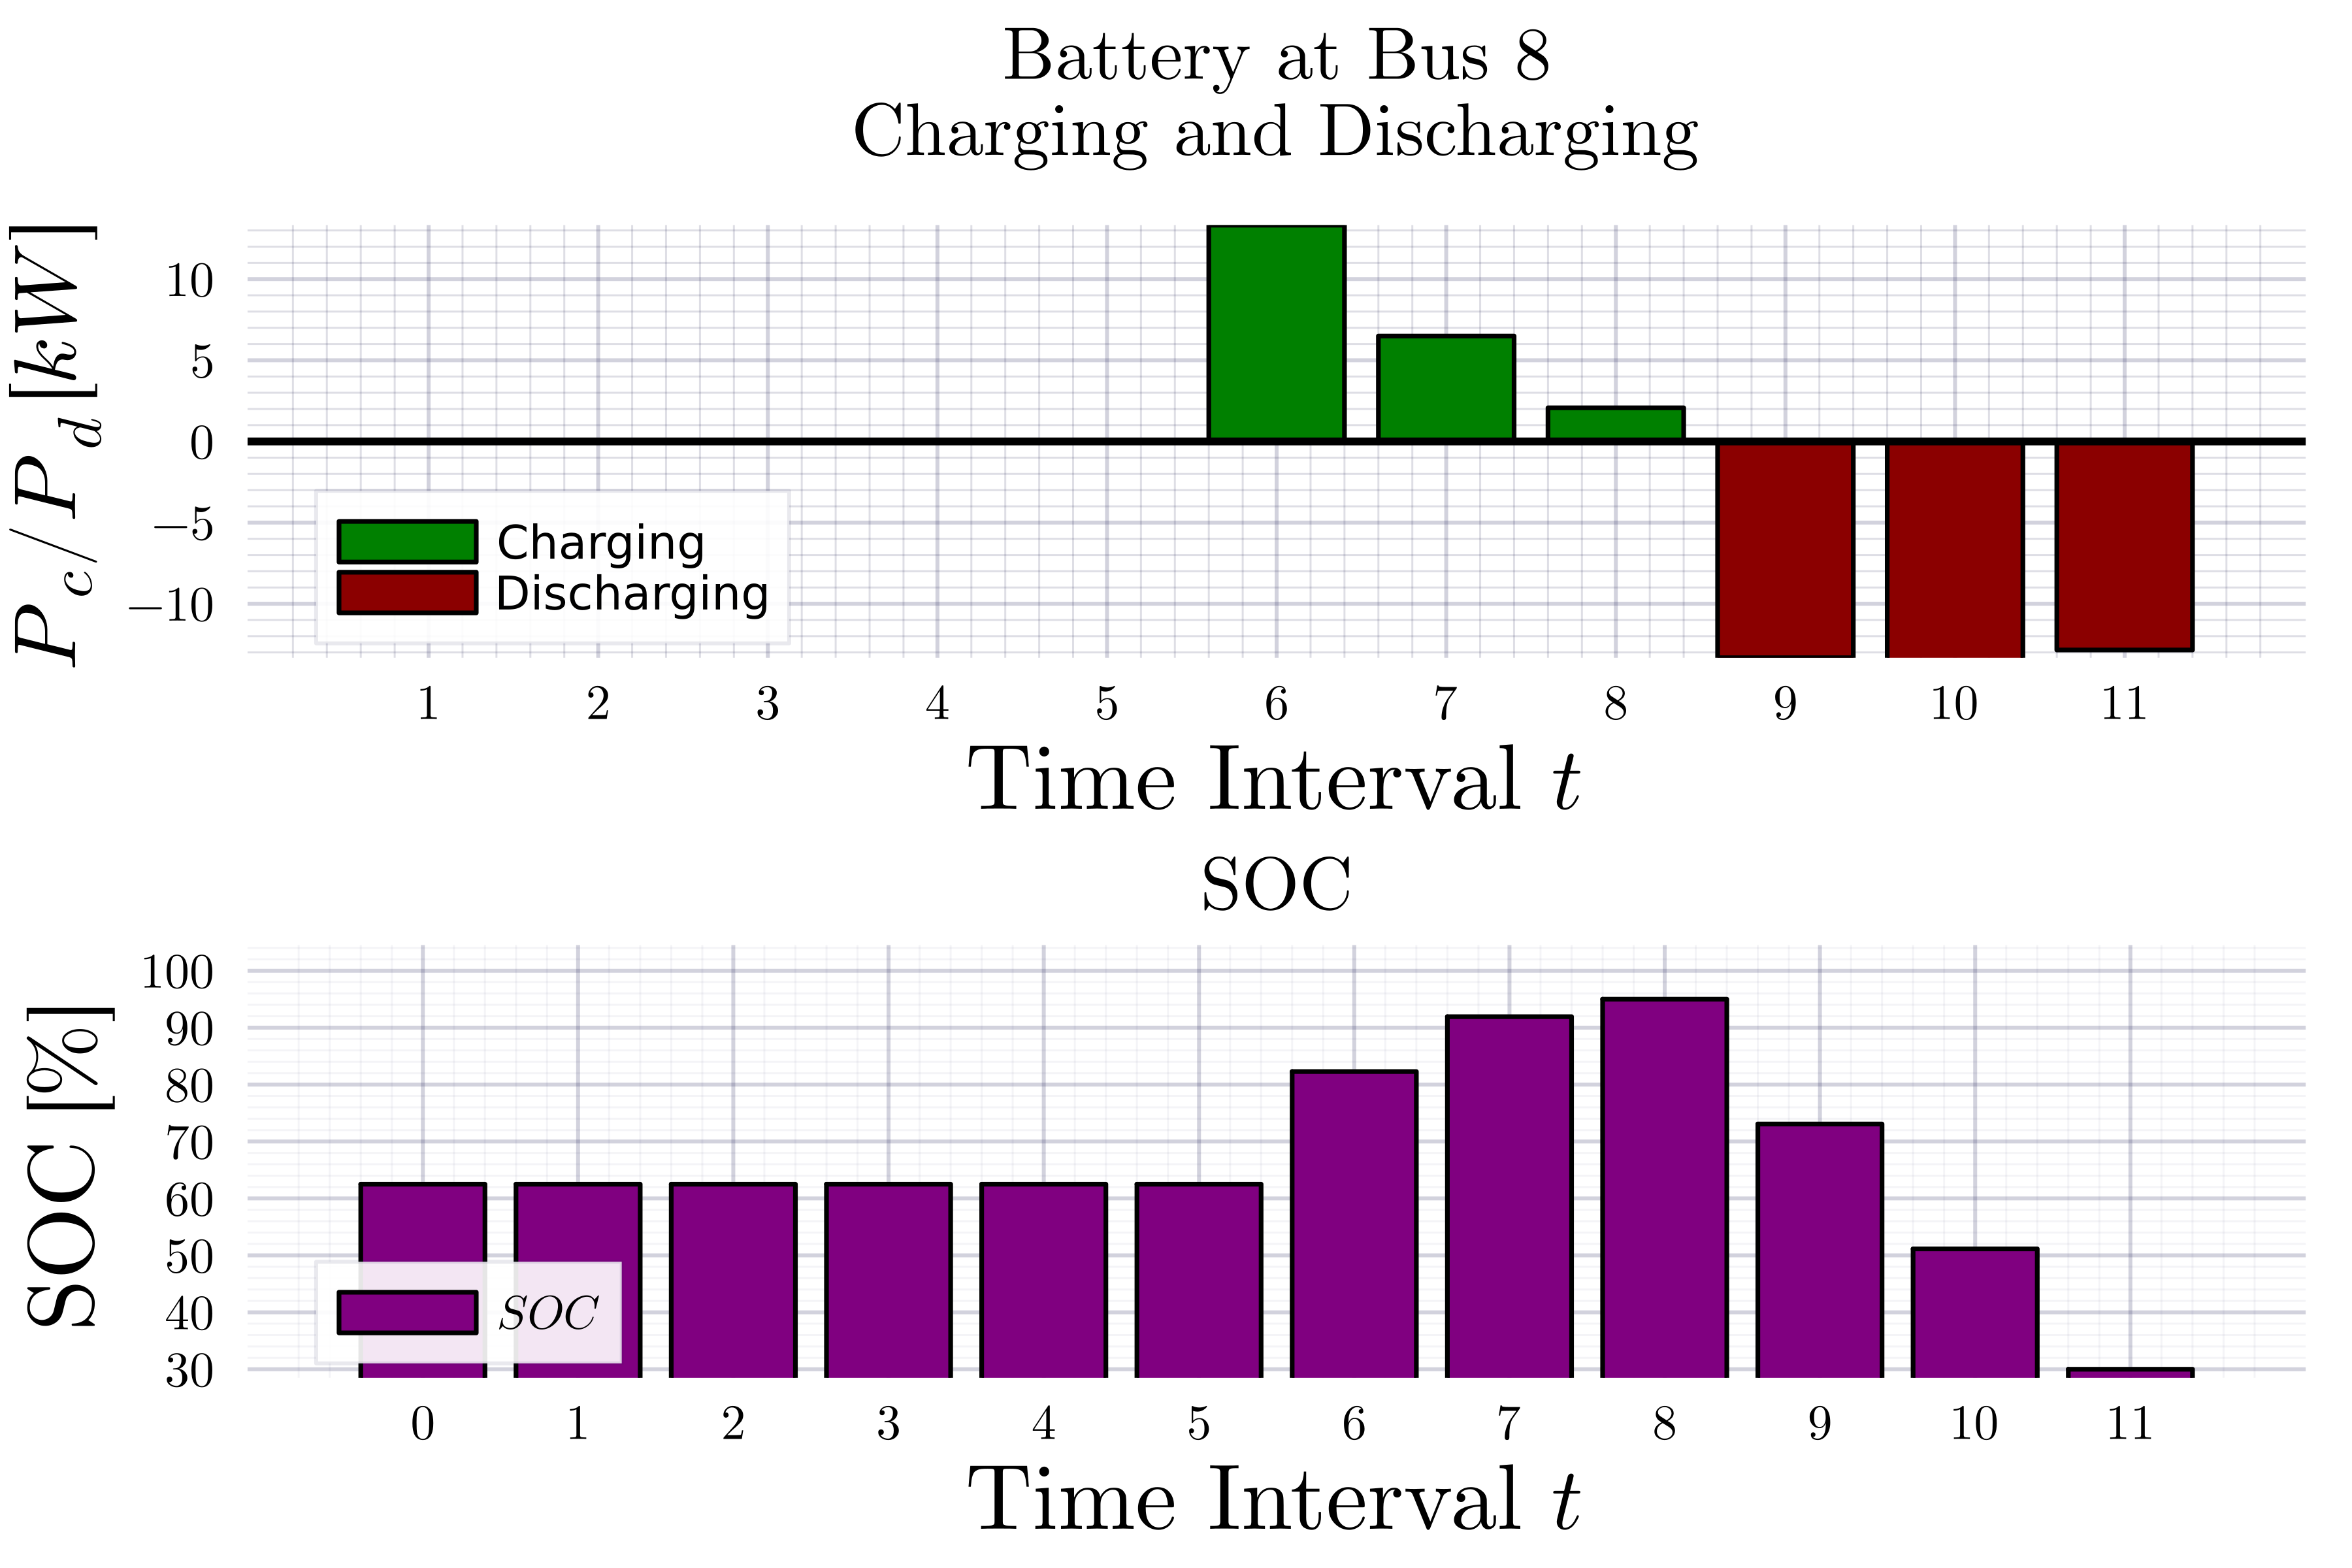 Battery at Bus 8
Charging and Discharging
P_c/P_d [kW]
10
5
0
−5
−10
Charging
Discharging
1 2 3 4 5 6 7 8 9 10 11
Time Interval t
SOC
SOC [%]
100
90
80
70
60
50
40
30
SOC
0 1 2 3 4 5 6 7 8 9 10 11
Time Interval t